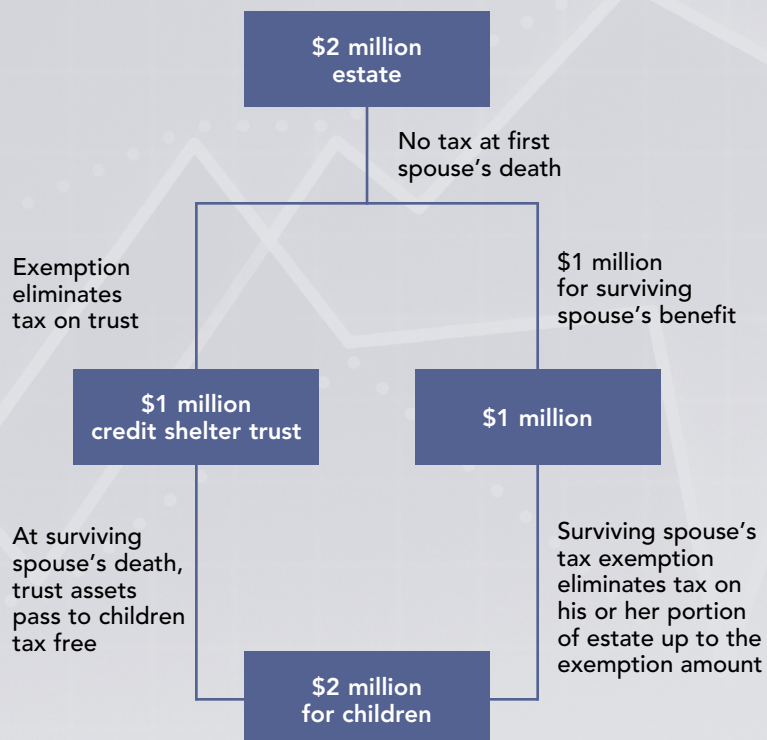 $2 million
estate
No tax at first
spouse’s death
Exemption
eliminates
tax on trust
$1 million
for surviving
spouse’s benefit
$1 million
credit shelter trust
$1 million
At surviving
spouse’s death,
trust assets
pass to children
tax free
Surviving spouse’s
tax exemption
eliminates tax on
his or her portion
of estate up to the
exemption amount
$2 million
for children